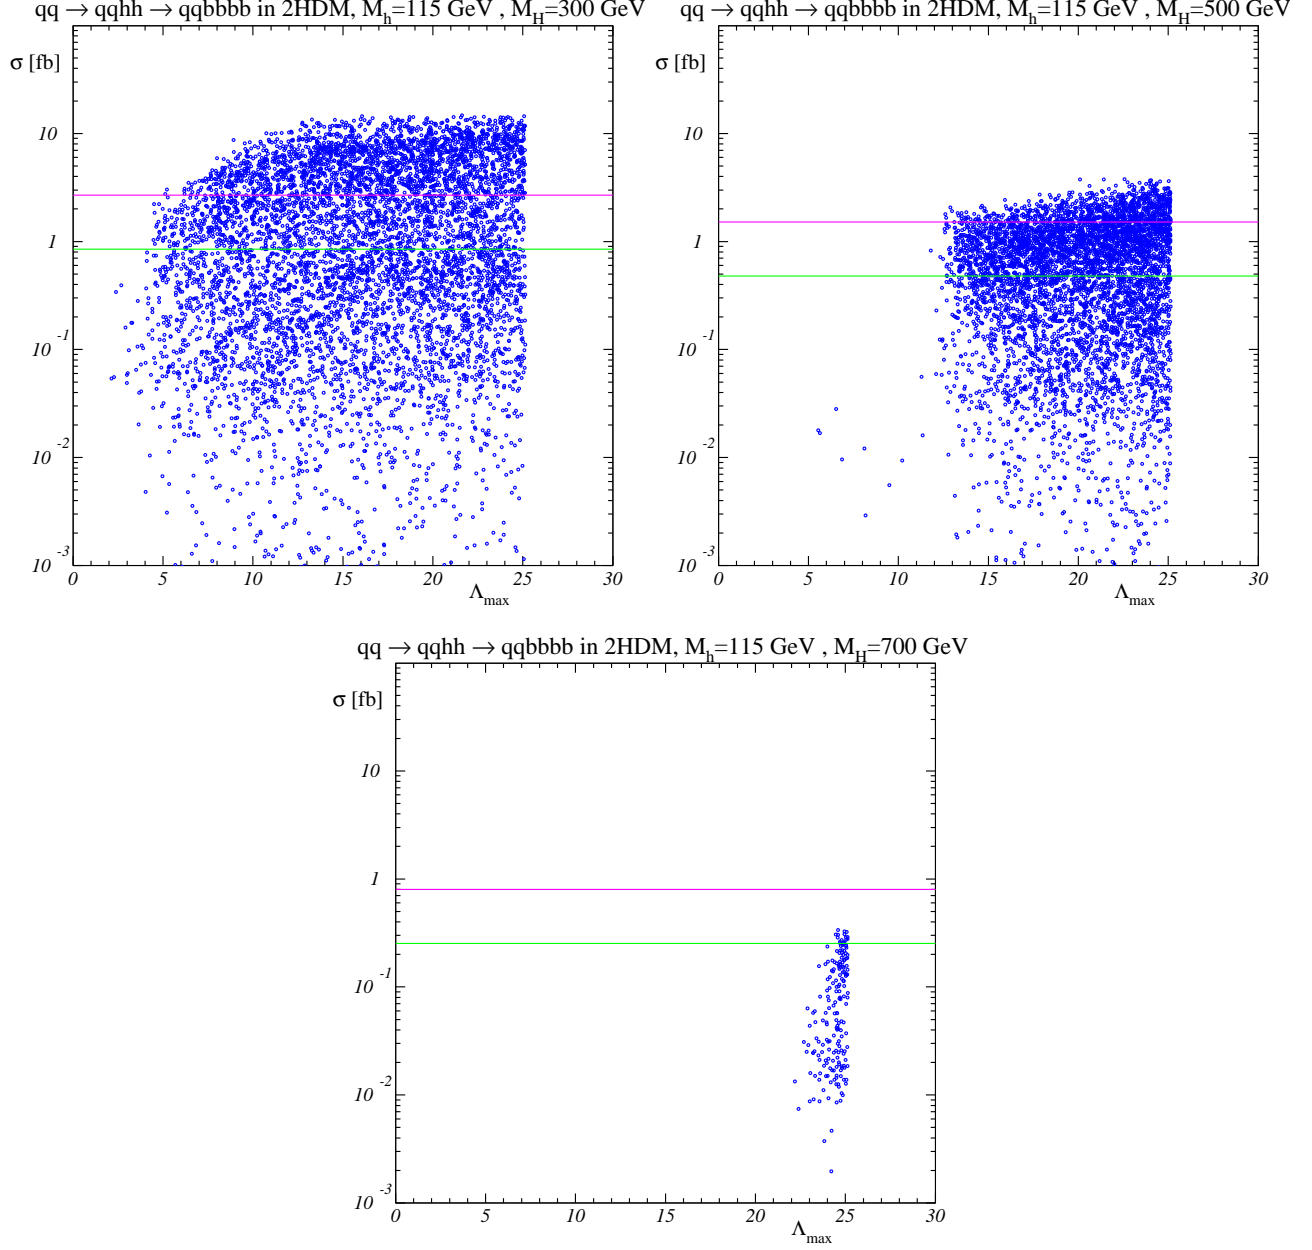 qq → qqhh → qqbbbb in 2HDM, M_h=115 GeV , M_H=300 GeV
σ [fb]
10
1
10^-1
10^-2
10^-3
0 5 10 15 20 25 30
Λ_max
qq → qqhh → qqbbbb in 2HDM, M_h=115 GeV , M_H=500 GeV
σ [fb]
10
1
10^-1
10^-2
10^-3
0 5 10 15 20 25 30
Λ_max
qq → qqhh → qqbbbb in 2HDM, M_h=115 GeV , M_H=700 GeV
σ [fb]
10
1
10^-1
10^-2
10^-3
0 5 10 15 20 25 30
Λ_max